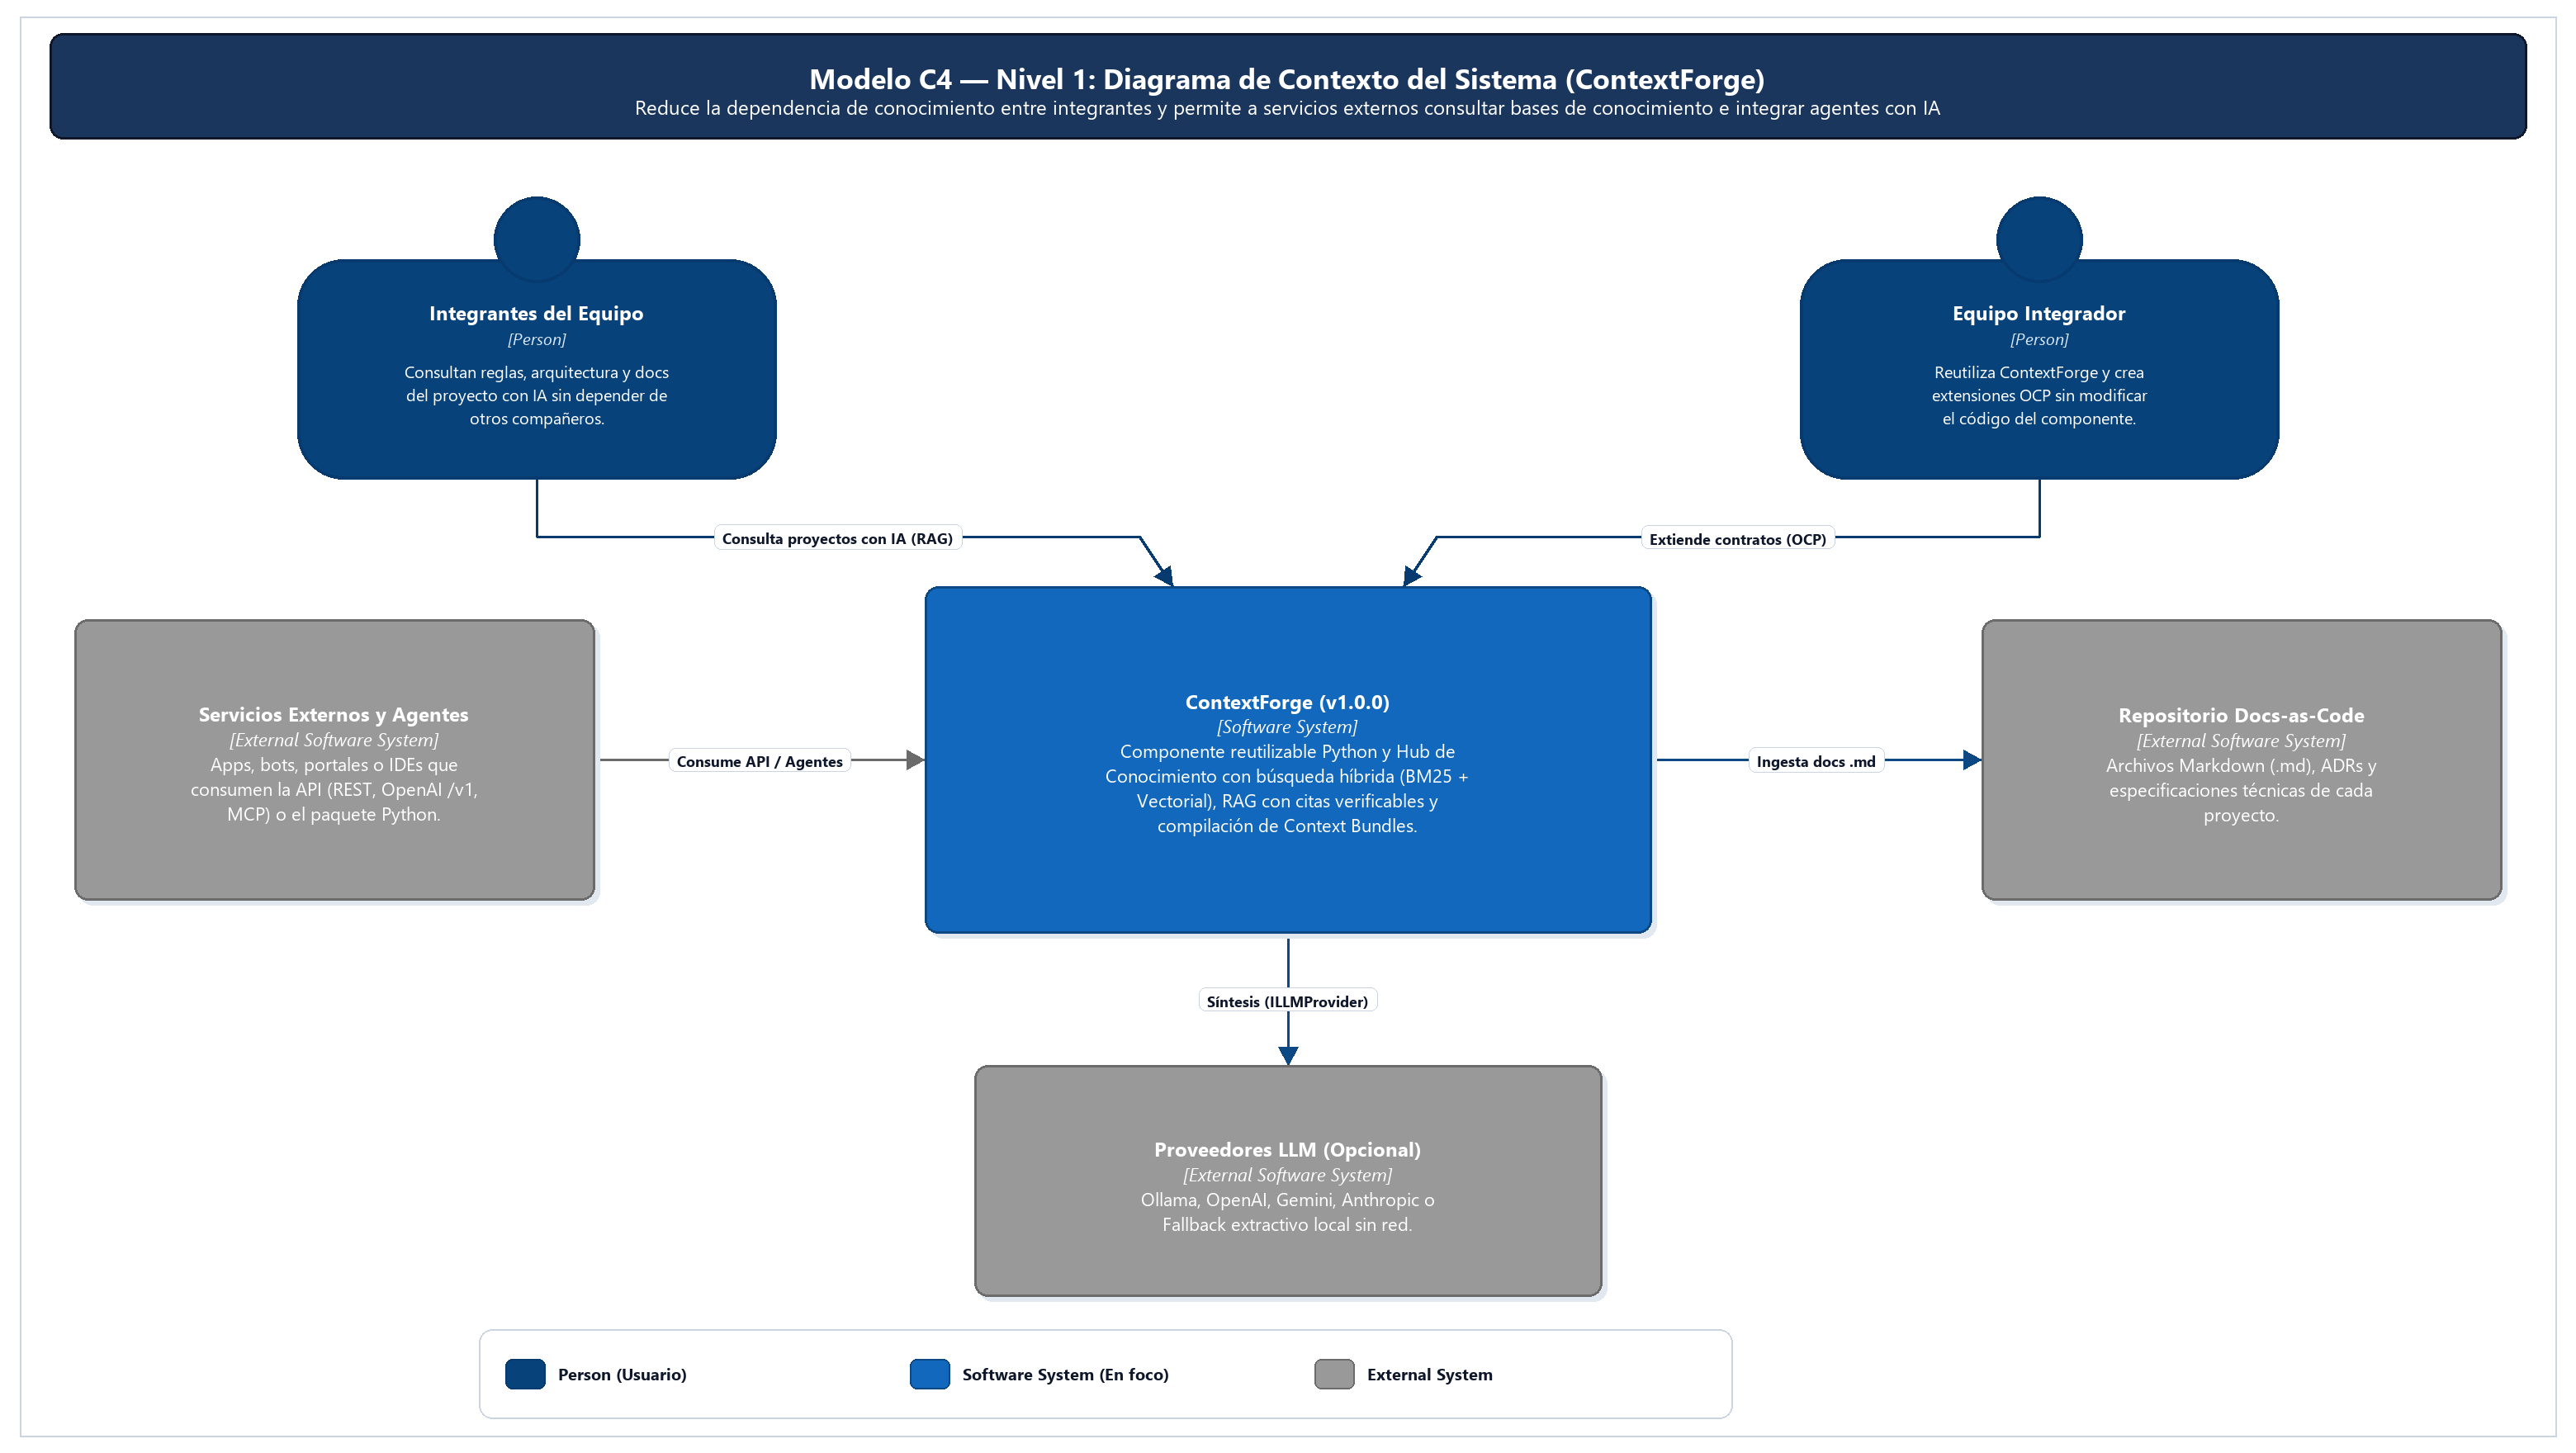 Modelo C4 — Nivel 1: Diagrama de Contexto del Sistema (ContextForge)
Reduce la dependencia de conocimiento entre integrantes y permite a servicios externos consultar bases de conocimiento e integrar agentes con IA
Integrantes del Equipo
[Person]
Consultan reglas, arquitectura y docs
del proyecto con IA sin depender de
otros compañeros.
Equipo Integrador
[Person]
Reutiliza ContextForge y crea
extensiones OCP sin modificar
el código del componente.
Consulta proyectos con IA (RAG)
Extiende contratos (OCP)
Servicios Externos y Agentes
[External Software System]
Apps, bots, portales o IDEs que
consumen la API (REST, OpenAI /v1,
MCP) o el paquete Python.
Consume API / Agentes
ContextForge (v1.0.0)
[Software System]
Componente reutilizable Python y Hub de
Conocimiento con búsqueda híbrida (BM25 +
Vectorial), RAG con citas verificables y
compilación de Context Bundles.
Ingesta docs .md
Repositorio Docs-as-Code
[External Software System]
Archivos Markdown (.md), ADRs y
especificaciones técnicas de cada
proyecto.
Síntesis (ILLMProvider)
Proveedores LLM (Opcional)
[External Software System]
Ollama, OpenAI, Gemini, Anthropic o
Fallback extractivo local sin red.
Person (Usuario)
Software System (En foco)
External System